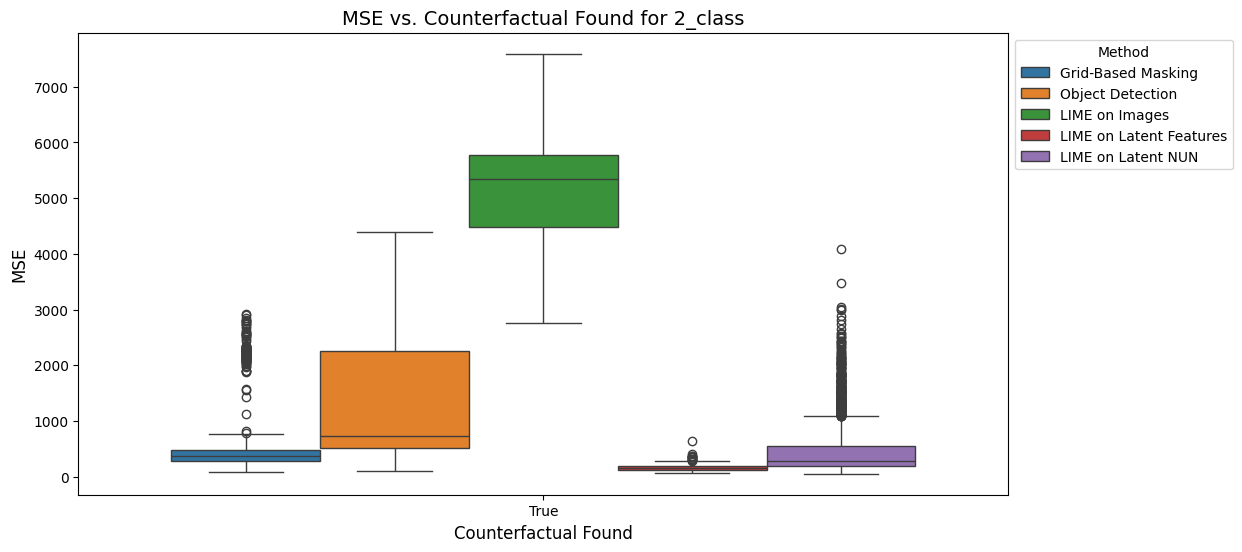 MSE vs. Counterfactual Found for 2_class
MSE
7000
6000
5000
4000
3000
2000
1000
0
True
Counterfactual Found
Method
Grid-Based Masking
Object Detection
LIME on Images
LIME on Latent Features
LIME on Latent NUN